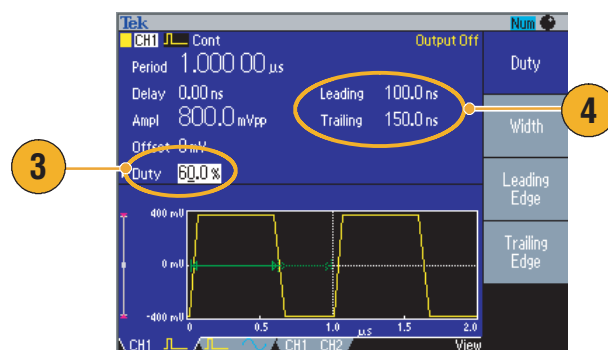 Tek Num
CH1 Cont Output Off
Period 1.000 00 µs
Delay 0.00 ns Leading 100.0 ns
Ampl 800.0 mVpp Trailing 150.0 ns
Offset 0 mV
Duty 60.0 %
Duty
Width
Leading
Edge
Trailing
Edge
3
4
400 mV
0 mV
-400 mV
0 0.5 1.0 µs 1.5 2.0
CH1 CH1 CH2 View